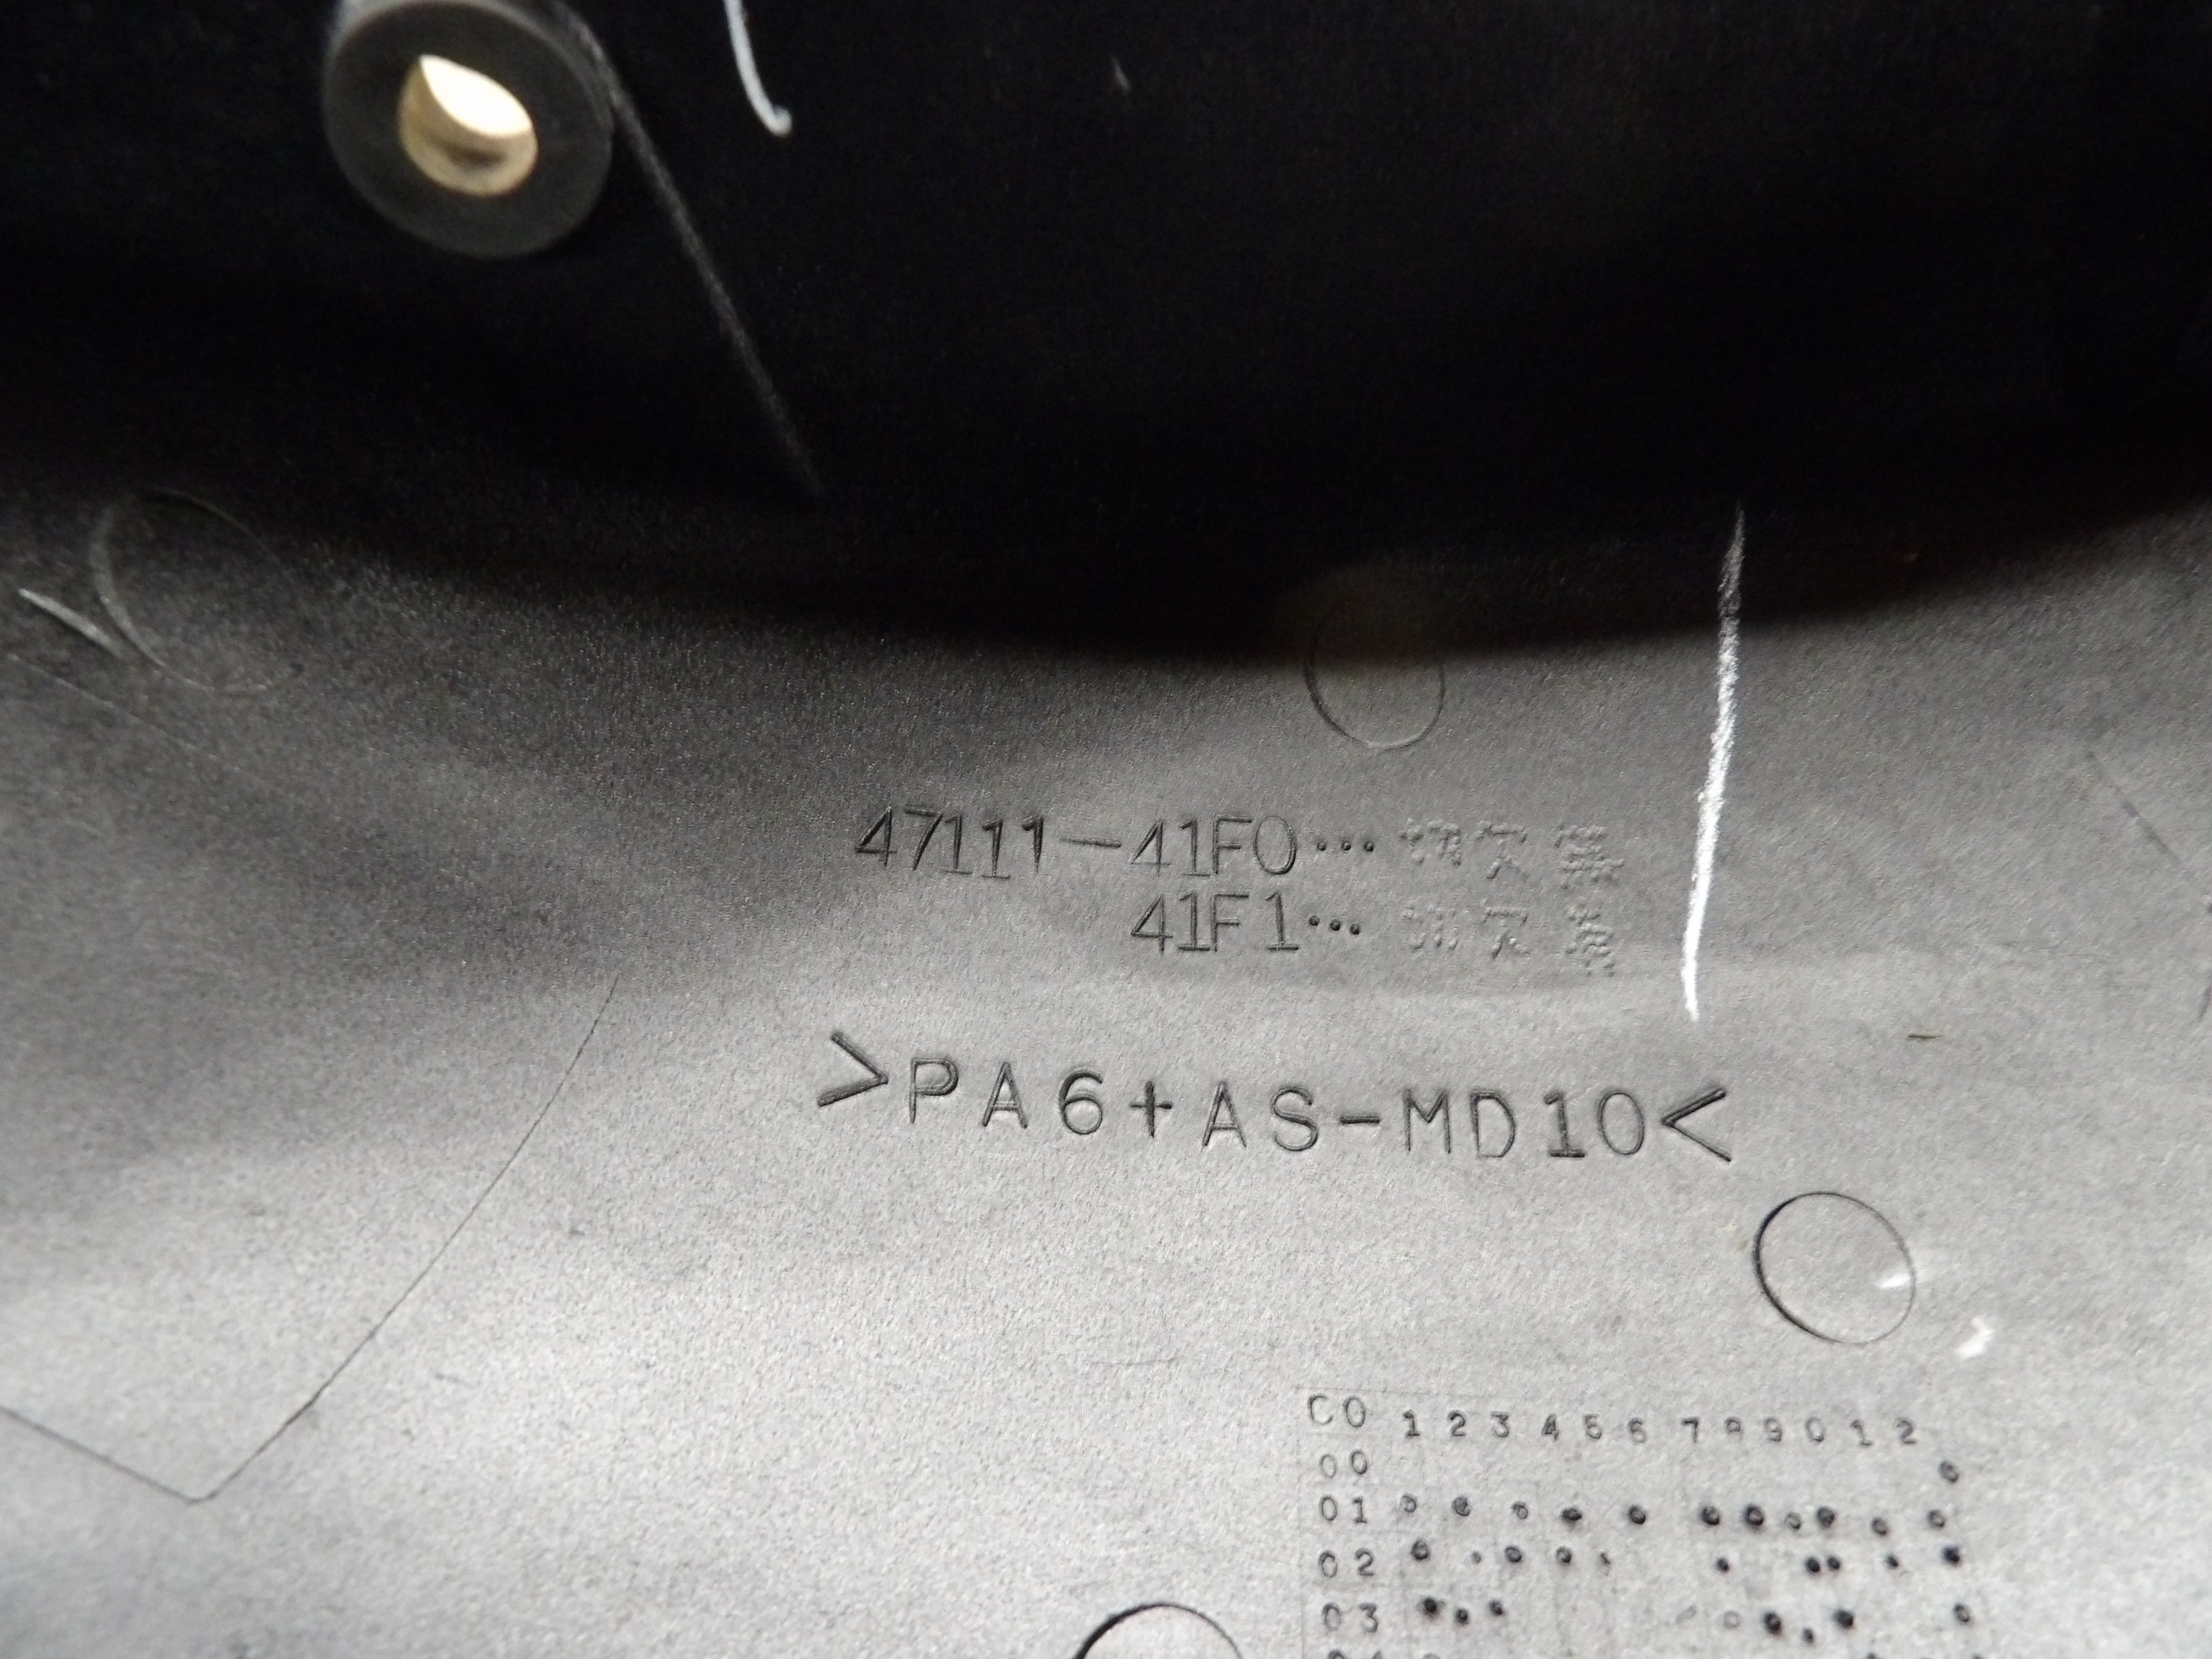 47111-41F0…
41F1…
>PA6+AS-MD10<
C0 1 2 3 4 5 6 7 8 9 0 1 2
00
01
02
03